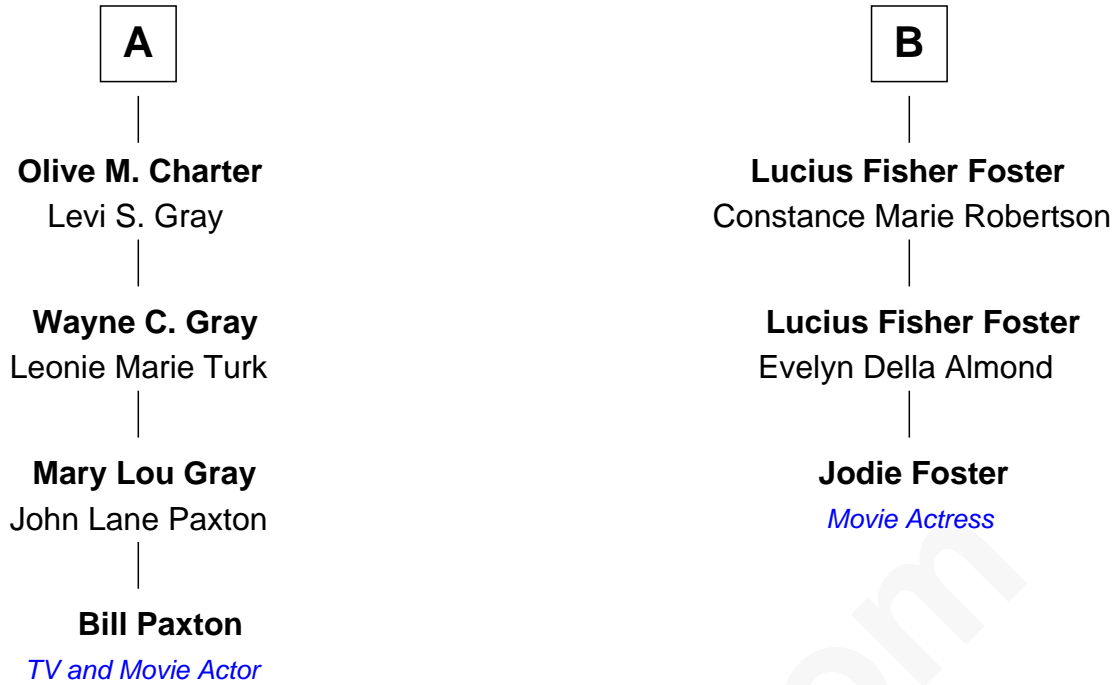 A
Olive M. Charter
Levi S. Gray
Wayne C. Gray
Leonie Marie Turk
Mary Lou Gray
John Lane Paxton
Bill Paxton
TV and Movie Actor
B
Lucius Fisher Foster
Constance Marie Robertson
Lucius Fisher Foster
Evelyn Della Almond
Jodie Foster
Movie Actress
om